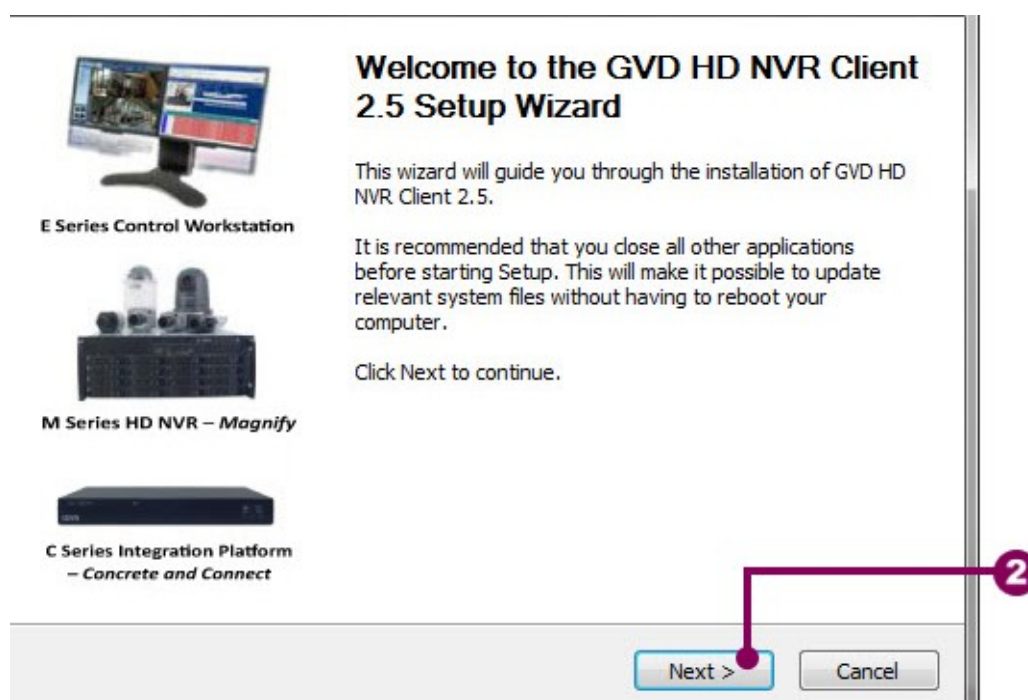 Welcome to the GVD HD NVR Client
2.5 Setup Wizard
This wizard will guide you through the installation of GVD HD
NVR Client 2.5.
It is recommended that you close all other applications
before starting Setup. This will make it possible to update
relevant system files without having to reboot your
computer.
Click Next to continue.
E Series Control Workstation
M Series HD NVR – Magnify
C Series Integration Platform
– Concrete and Connect
2
Next >
Cancel